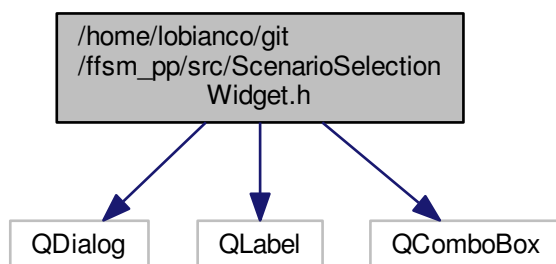 /home/lobianco/git
/ffsm_pp/src/ScenarioSelection
Widget.h
QDialog
QLabel
QComboBox